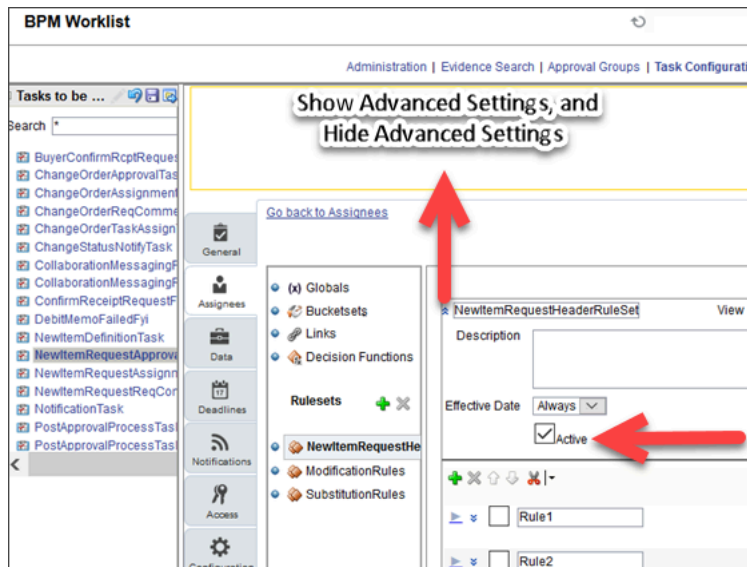 BPM Worklist
Administration | Evidence Search | Approval Groups | Task Configurati
Tasks to be ...
Search *
BuyerConfirmRcptReques
ChangeOrderApprovalTas
ChangeOrderAssignment
ChangeOrderReqComme
ChangeOrderTaskAssign
ChangeStatusNotifyTask
CollaborationMessagingF
CollaborationMessagingF
ConfirmReceiptRequestF
DebitMemoFailedFyi
NewItemDefinitionTask
NewItemRequestApprova
NewItemRequestAssignn
NewItemRequestReqCor
NotificationTask
PostApprovalProcessTas
PostApprovalProcessTas
Show Advanced Settings, and
Hide Advanced Settings
General
Assignees
Data
17
Deadlines
Notifications
Access
Configuration
Go back to Assignees
(x) Globals
Bucketsets
Links
Decision Functions
Rulesets
NewItemRequestHe
ModificationRules
SubstitutionRules
NewItemRequestHeaderRuleSet
View
Description
Effective Date Always
Active
Rule1
Rule2